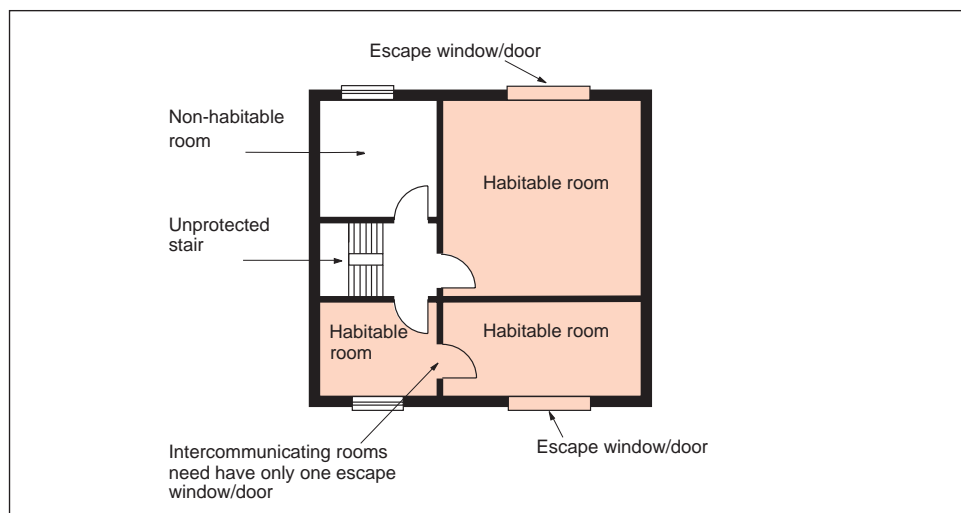 Escape window/door
Non-habitable
room
Habitable room
Unprotected
stair
Habitable
room
Habitable room
Intercommunicating rooms
need have only one escape
window/door
Escape window/door